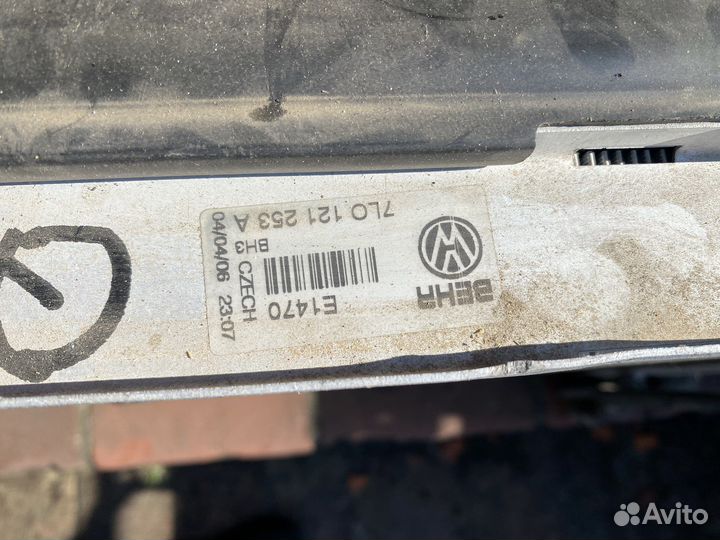 BEHR
7L0 121 253 A
E1470
BH3 CZECH
04/04/06 23:07
Avito